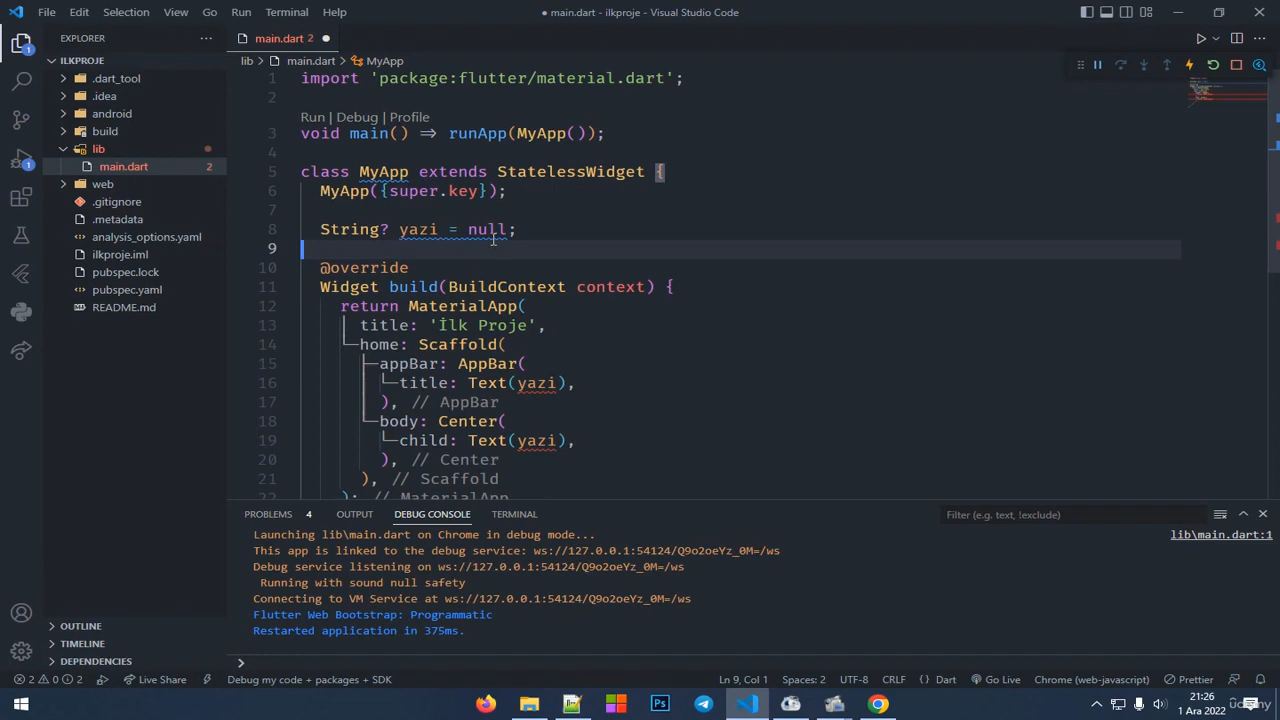 File Edit Selection View Go Run Terminal Help
● main.dart - ilkproje - Visual Studio Code
EXPLORER
main.dart 2 ●
1
ILKPROJE
lib > main.dart > MyApp
.dart_tool
.idea
android
build
lib
main.dart 2
web
.gitignore
.metadata
analysis_options.yaml
ilkproje.iml
pubspec.lock
pubspec.yaml
README.md
1
OUTLINE
TIMELINE
DEPENDENCIES
1 import 'package:flutter/material.dart';
2
Run | Debug | Profile
3 void main() => runApp(MyApp());
4
5 class MyApp extends StatelessWidget {
6 MyApp({super.key});
7
8 String? yazi = null;
9
10 @override
11 Widget build(BuildContext context) {
12 return MaterialApp(
13 title: 'İlk Proje',
14 home: Scaffold(
15 appBar: AppBar(
16 title: Text(yazi),
17 ), // AppBar
18 body: Center(
19 child: Text(yazi),
20 ), // Center
21 ), // Scaffold
22 ); // MaterialApp
PROBLEMS 4 OUTPUT DEBUG CONSOLE TERMINAL
Filter (e.g. text, !exclude)
Launching lib\main.dart on Chrome in debug mode...
lib\main.dart:1
This app is linked to the debug service: ws://127.0.0.1:54124/Q9o2oeYz_0M=/ws
Debug service listening on ws://127.0.0.1:54124/Q9o2oeYz_0M=/ws
Running with sound null safety
Connecting to VM Service at ws://127.0.0.1:54124/Q9o2oeYz_0M=/ws
Flutter Web Bootstrap: Programmatic
Restarted application in 375ms.
>
2 0 2 Live Share Debug my code + packages + SDK
Ln 9, Col 1 Spaces: 2 UTF-8 CRLF {} Dart Go Live Chrome (web-javascript) Prettier
21:26
1 Ara 2022
Udemy